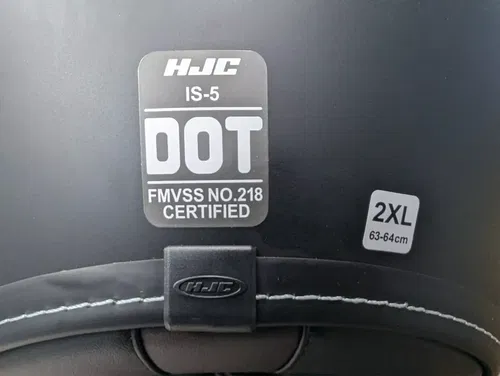 HJC
IS-5
DOT
FMVSS NO.218
CERTIFIED
2XL
63-64cm
HJC